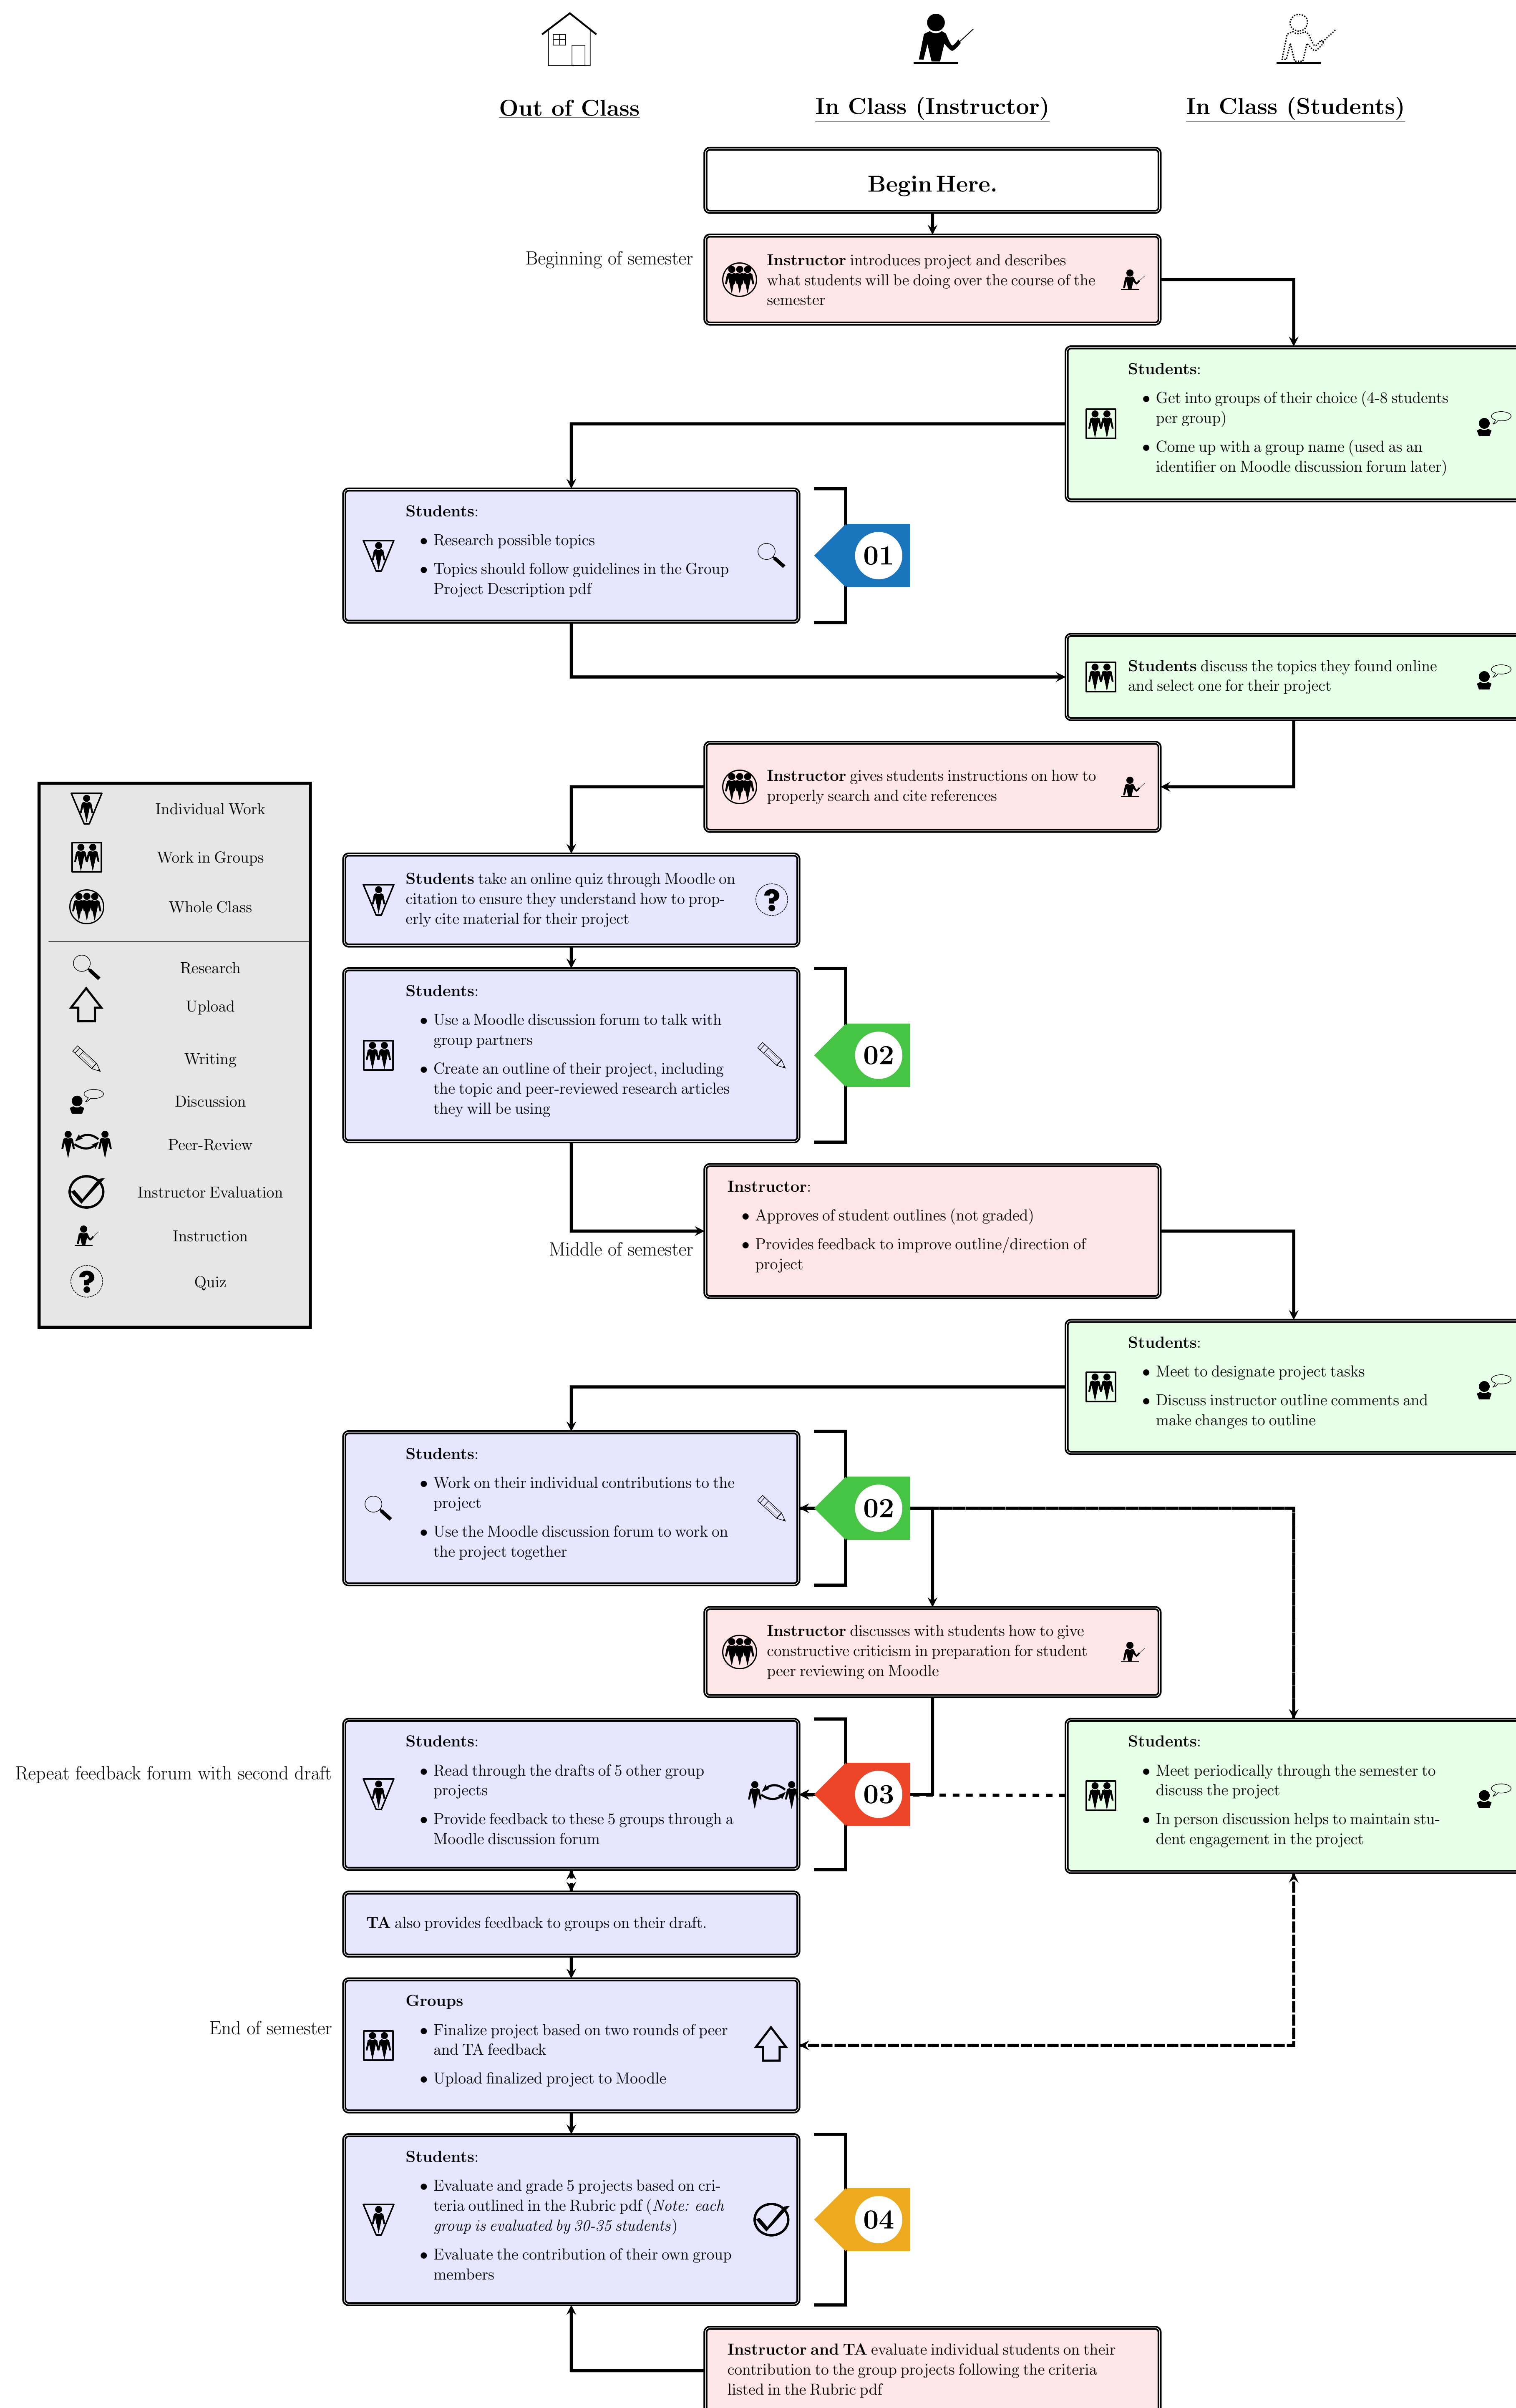 Out of Class
In Class (Instructor)
In Class (Students)
Begin Here.
Beginning of semester
Instructor introduces project and describes
what students will be doing over the course of the
semester
Students:
• Get into groups of their choice (4-8 students
per group)
• Come up with a group name (used as an
identifier on Moodle discussion forum later)
Students:
• Research possible topics
• Topics should follow guidelines in the Group
Project Description pdf
01
Students discuss the topics they found online
and select one for their project
Instructor gives students instructions on how to
properly search and cite references
Individual Work
Work in Groups
Whole Class
Research
Upload
Writing
Discussion
Peer-Review
Instructor Evaluation
Instruction
Quiz
Students take an online quiz through Moodle on
citation to ensure they understand how to prop-
erly cite material for their project
Students:
• Use a Moodle discussion forum to talk with
group partners
• Create an outline of their project, including
the topic and peer-reviewed research articles
they will be using
02
Middle of semester
Instructor:
• Approves of student outlines (not graded)
• Provides feedback to improve outline/direction of
project
Students:
• Meet to designate project tasks
• Discuss instructor outline comments and
make changes to outline
Students:
• Work on their individual contributions to the
project
• Use the Moodle discussion forum to work on
the project together
02
Instructor discusses with students how to give
constructive criticism in preparation for student
peer reviewing on Moodle
Repeat feedback forum with second draft
Students:
• Read through the drafts of 5 other group
projects
• Provide feedback to these 5 groups through a
Moodle discussion forum
03
Students:
• Meet periodically through the semester to
discuss the project
• In person discussion helps to maintain stu-
dent engagement in the project
TA also provides feedback to groups on their draft.
End of semester
Groups
• Finalize project based on two rounds of peer
and TA feedback
• Upload finalized project to Moodle
Students:
• Evaluate and grade 5 projects based on cri-
teria outlined in the Rubric pdf (Note: each
group is evaluated by 30-35 students)
• Evaluate the contribution of their own group
members
04
Instructor and TA evaluate individual students on their
contribution to the group projects following the criteria
listed in the Rubric pdf